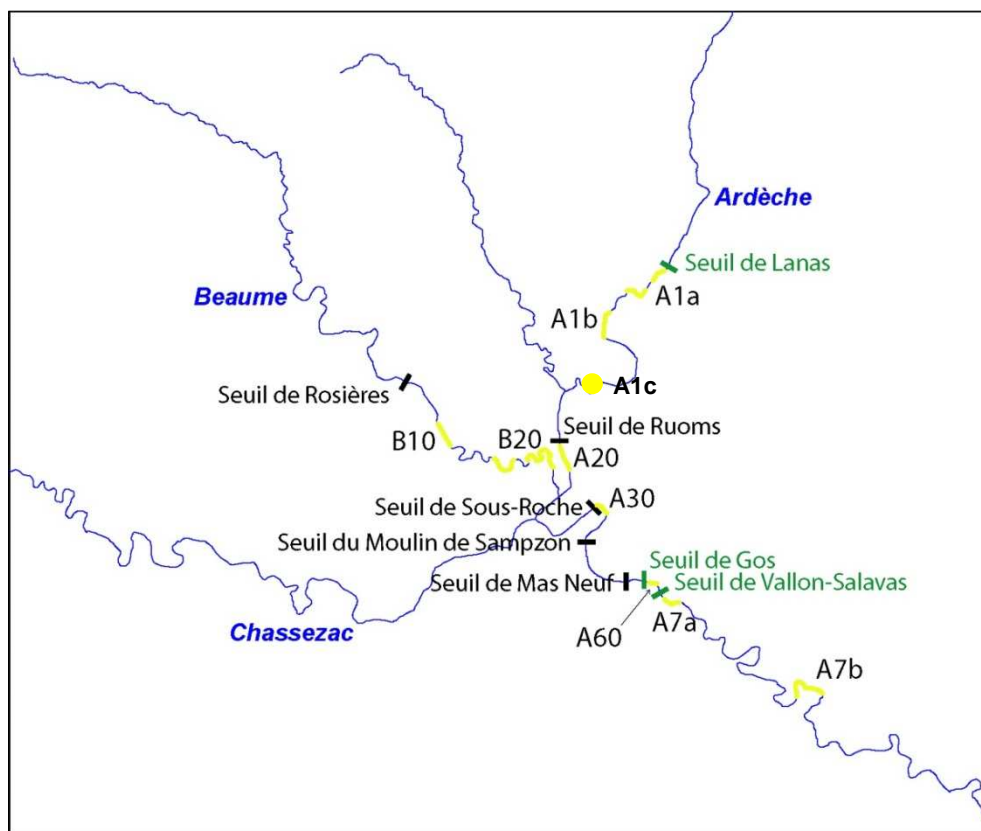 Ardèche
Seuil de Lanas
A1a
Beaume
A1b
A1c
Seuil de Rosières
Seuil de Ruoms
B10
B20
A20
A30
Seuil de Sous-Roche
Seuil du Moulin de Sampzon
Seuil de Gos
Seuil de Mas Neuf
Seuil de Vallon-Salavas
Chassezac
A60
A7a
A7b